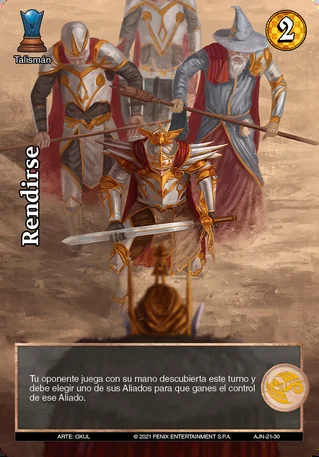 2
Talismán
Rendirse
Tu oponente juega con su mano descubierta este turno y
debe elegir uno de sus Aliados para que ganes el control
de ese Aliado.
ARTE: GXUL © 2021 FENIX ENTERTAINMENT S.P.A. AJN-21-30